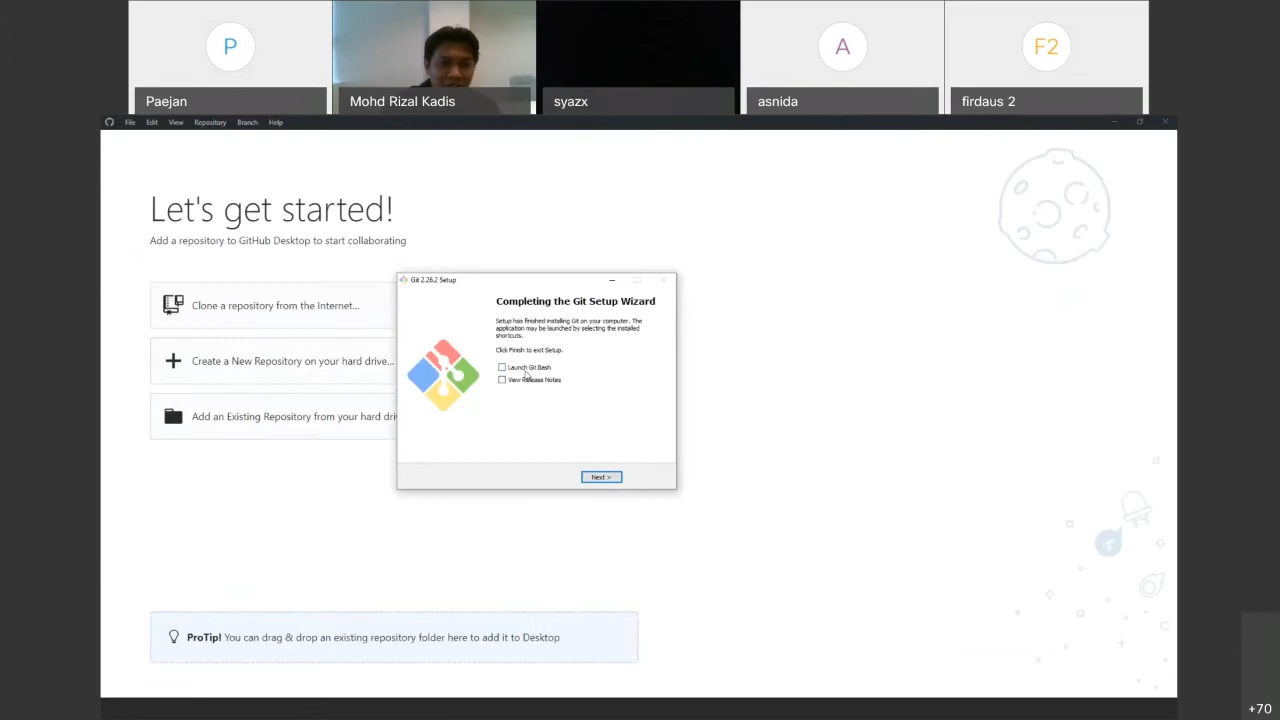 P
A
F2
Paejan
Mohd Rizal Kadis
syazx
asnida
firdaus 2
File Edit View Repository Branch Help
Let's get started!
Add a repository to GitHub Desktop to start collaborating
Clone a repository from the Internet...
Create a New Repository on your hard drive...
Add an Existing Repository from your hard dri
Git 2.26.2 Setup
Completing the Git Setup Wizard
Setup has finished installing Git on your computer. The
application may be launched by selecting the installed
shortcuts.
Click Finish to exit Setup.
Launch Git Bash
View Release Notes
Next >
ProTip! You can drag & drop an existing repository folder here to add it to Desktop
+70